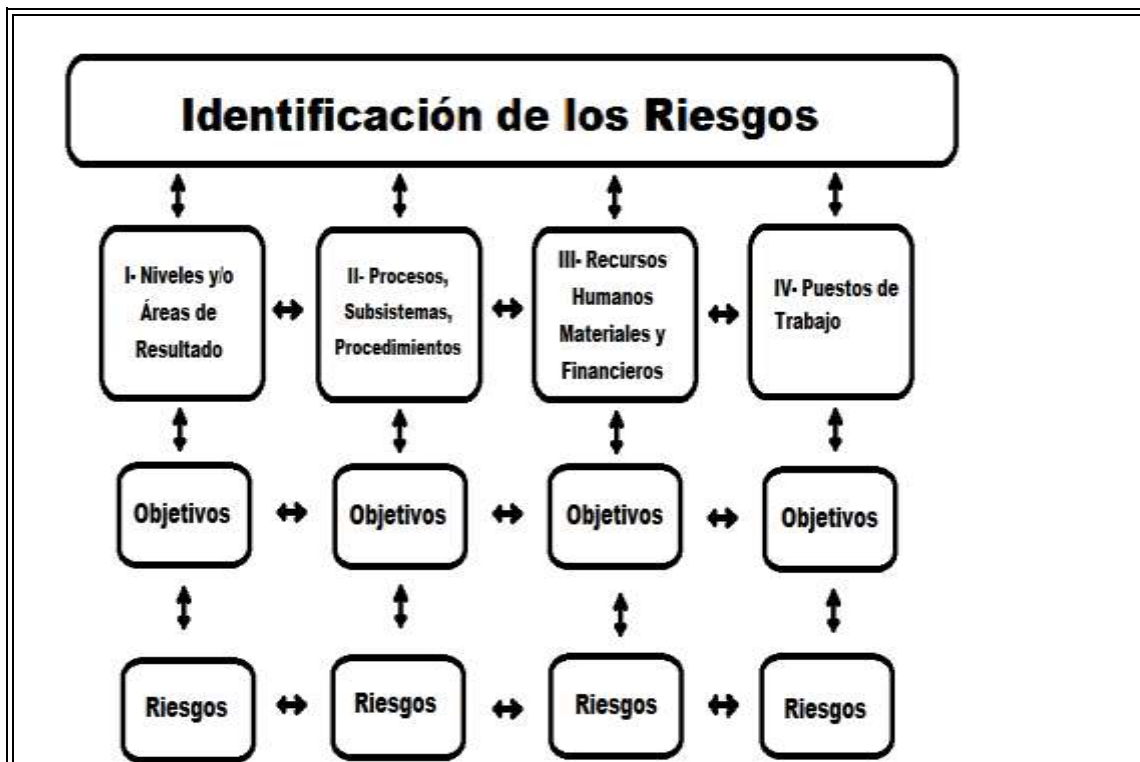 Identificación de los Riesgos
I- Niveles y/o
Áreas de
Resultado
II- Procesos,
Subsistemas,
Procedimientos
III- Recursos
Humanos
Materiales y
Financieros
IV- Puestos de
Trabajo
Objetivos
Objetivos
Objetivos
Objetivos
Riesgos
Riesgos
Riesgos
Riesgos